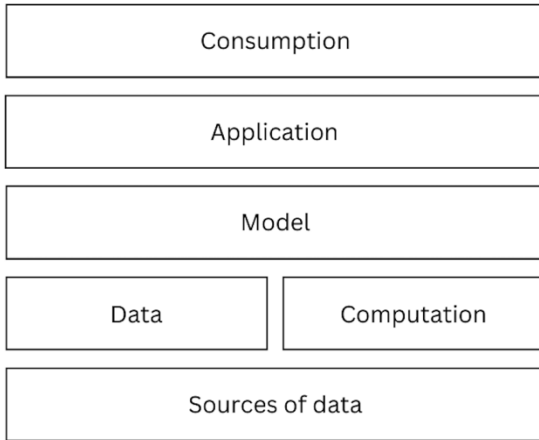 Consumption
Application
Model
Data
Computation
Sources of data